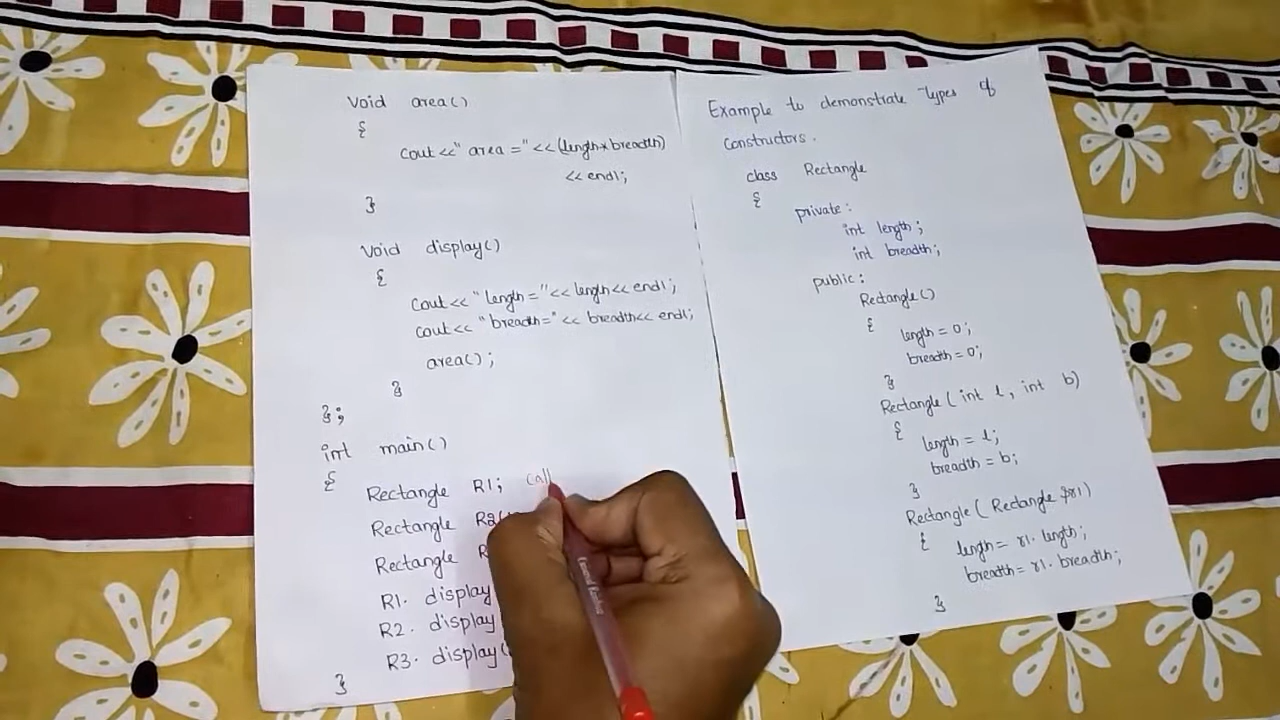 Example to demonstrate types of
constructors.
class Rectangle
{
private:
int length;
int breadth;
public:
Rectangle()
{
length = 0;
breadth = 0;
}
Rectangle (int l, int b)
{
length = l;
breadth = b;
}
Rectangle (Rectangle &r1)
{
length = r1. length;
breadth = r1. breadth;
}
Void area()
{
cout <<" area =" << (length*breadth)
<< endl;
}
Void display()
{
cout << "length=" << length << endl;
cout << "breadth=" << breadth << endl;
area();
}
};
int main()
{
Rectangle R1; Call
Rectangle R2(
Rectangle
R1. display
R2. display
R3. display(
}